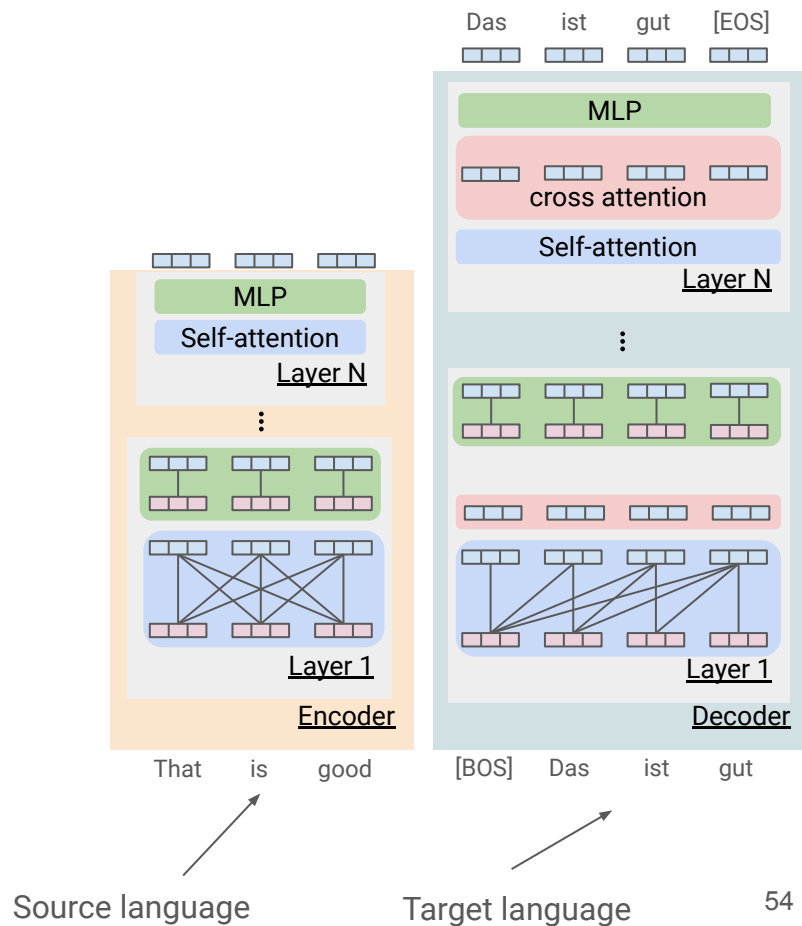 Das ist gut [EOS]
MLP
cross attention
Self-attention
Layer N
MLP
Self-attention
Layer N
Layer 1
Encoder
Layer 1
Decoder
That is good
[BOS] Das ist gut
Source language
Target language
54